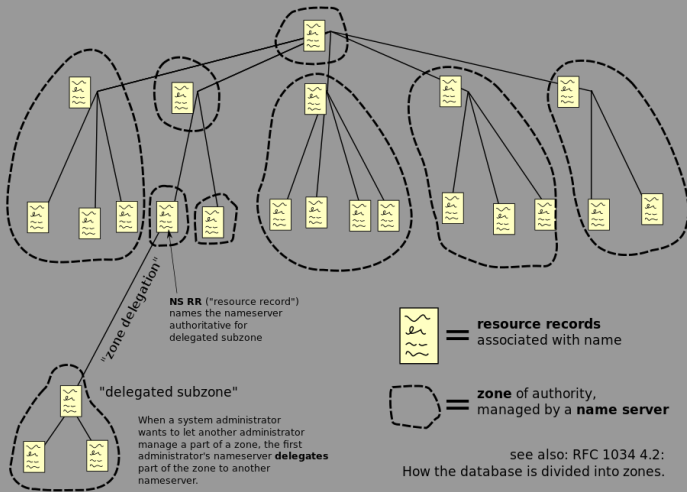 "zone delegation"
NS RR ("resource record")
names the nameserver
authoritative for
delegated subzone
"delegated subzone"
When a system administrator
wants to let another administrator
manage a part of a zone, the first
administrator's nameserver delegates
part of the zone to another
nameserver.
= resource records
associated with name
= zone of authority,
managed by a name server
see also: RFC 1034 4.2:
How the database is divided into zones.